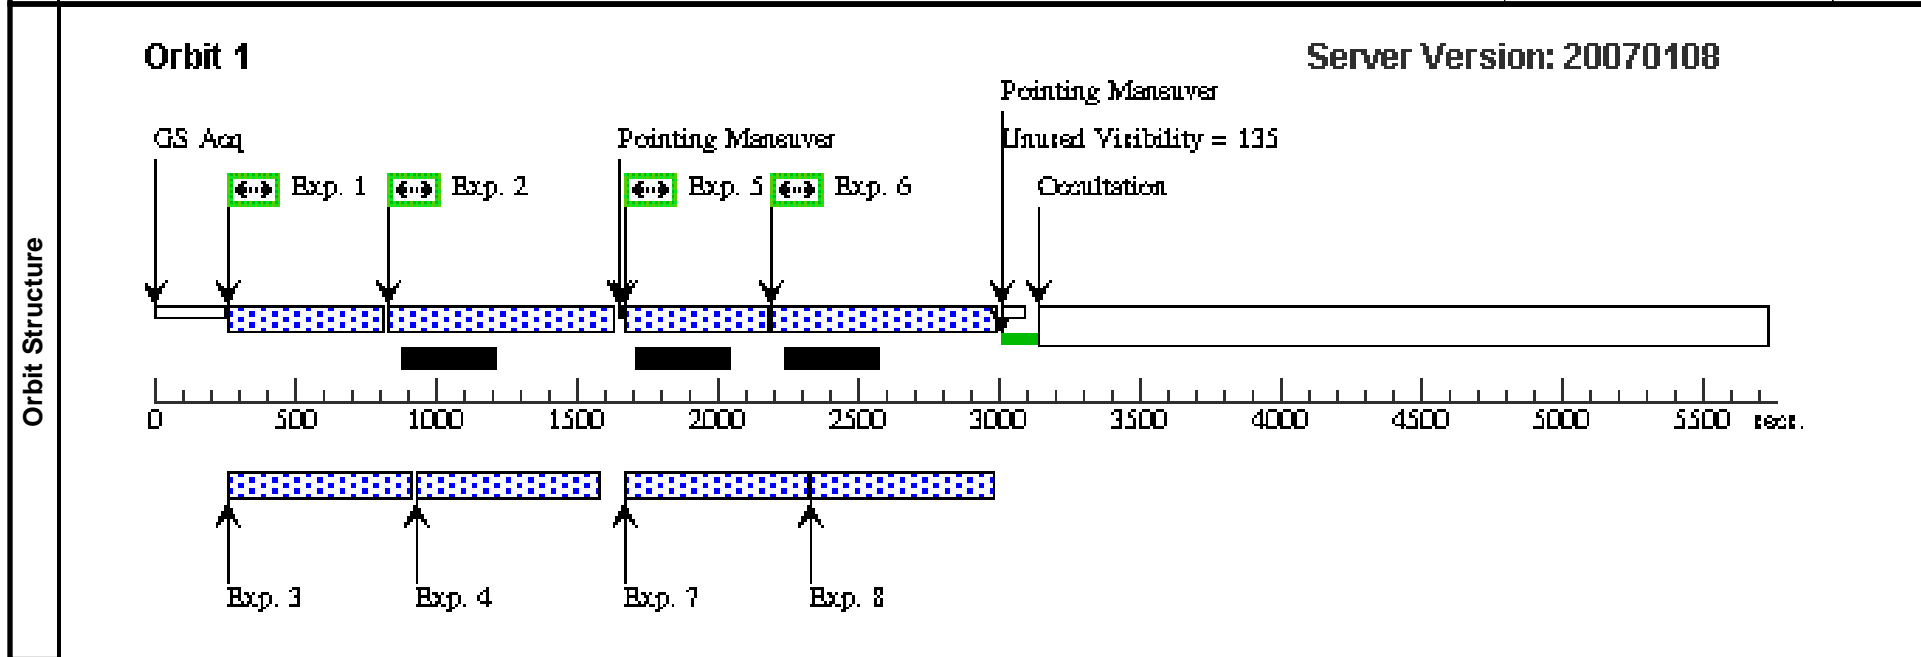 Orbit 1
Server Version: 20070108
Pointing Maneuver
GS Acq
Pointing Maneuver
Unused Visibility = 135
Exp. 1
Exp. 2
Exp. 5
Exp. 6
Occultation
Orbit Structure
0 500 1000 1500 2000 2500 3000 3500 4000 4500 5000 5500 secs.
Exp. 3
Exp. 4
Exp. 7
Exp. 8